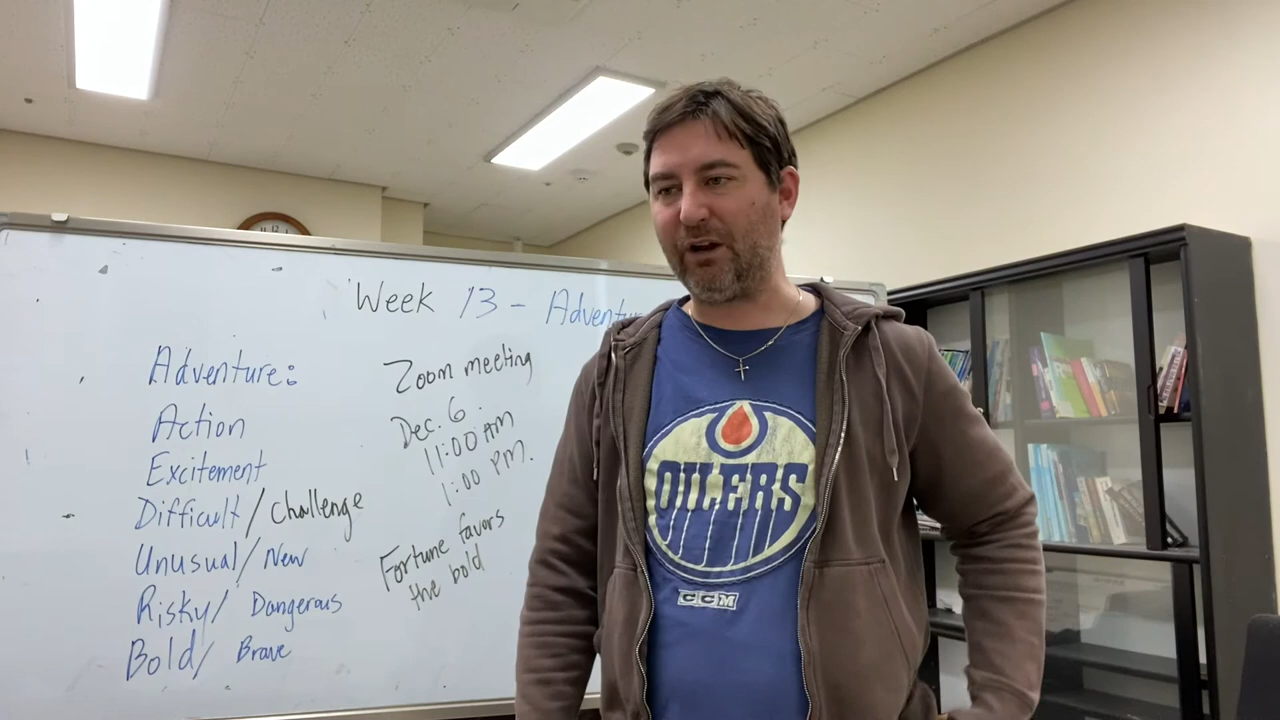 Week 13 - Adventu
Adventure:
Action
Excitement
Difficult/challenge
Unusual/New
Risky/ Dangerous
Bold/ Brave
Zoom meeting
Dec. 6.
11:00 AM
1:00 PM.
Fortune favors
the bold
OILERS
CCM